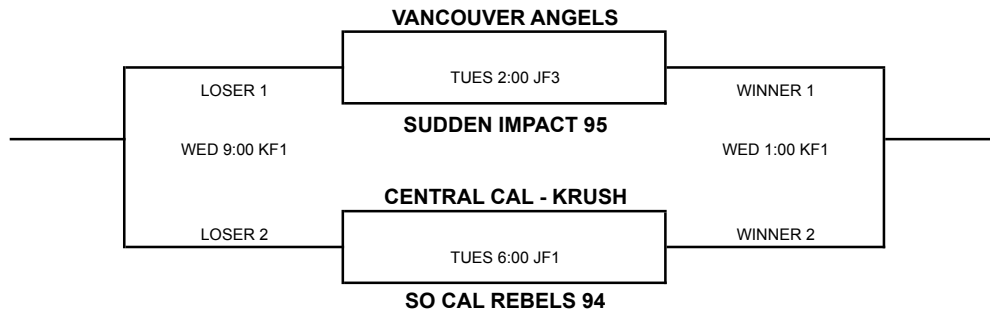 VANCOUVER ANGELS
TUES 2:00 JF3
LOSER 1
WINNER 1
SUDDEN IMPACT 95
WED 9:00 KF1
WED 1:00 KF1
CENTRAL CAL - KRUSH
LOSER 2
WINNER 2
TUES 6:00 JF1
SO CAL REBELS 94